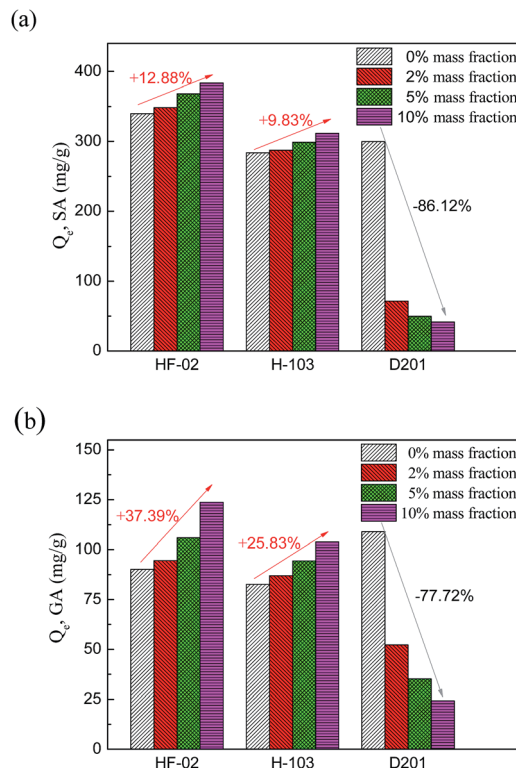 (a)
Qe, SA (mg/g)
400
300
200
100
0
+12.88%
+9.83%
-86.12%
0% mass fraction
2% mass fraction
5% mass fraction
10% mass fraction
HF-02 H-103 D201
(b)
Qe, GA (mg/g)
150
125
100
75
50
25
0
+37.39%
+25.83%
-77.72%
0% mass fraction
2% mass fraction
5% mass fraction
10% mass fraction
HF-02 H-103 D201